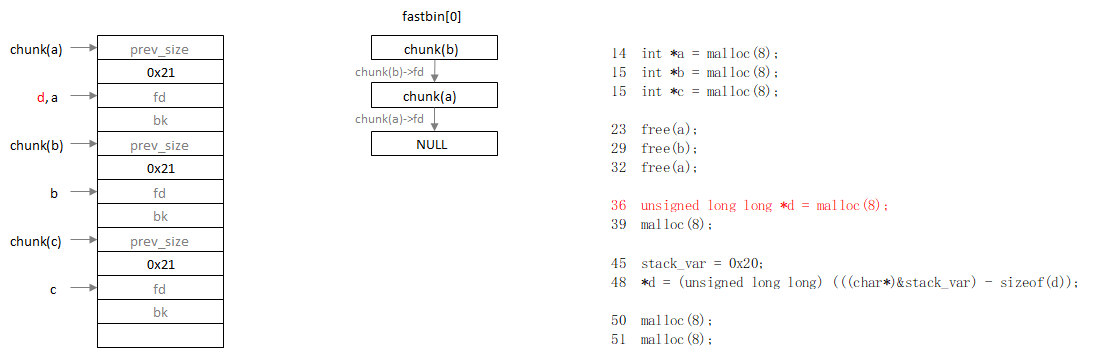 fastbin[0]
chunk(a)
prev_size
0x21
d, a
fd
bk
chunk(b)
prev_size
0x21
b
fd
bk
chunk(c)
prev_size
0x21
c
fd
bk
chunk(b)
chunk(b)->fd
chunk(a)
chunk(a)->fd
NULL
14 int *a = malloc(8);
15 int *b = malloc(8);
15 int *c = malloc(8);
23 free(a);
29 free(b);
32 free(a);
36 unsigned long long *d = malloc(8);
39 malloc(8);
45 stack_var = 0x20;
48 *d = (unsigned long long) (((char*)&stack_var) - sizeof(d));
50 malloc(8);
51 malloc(8);